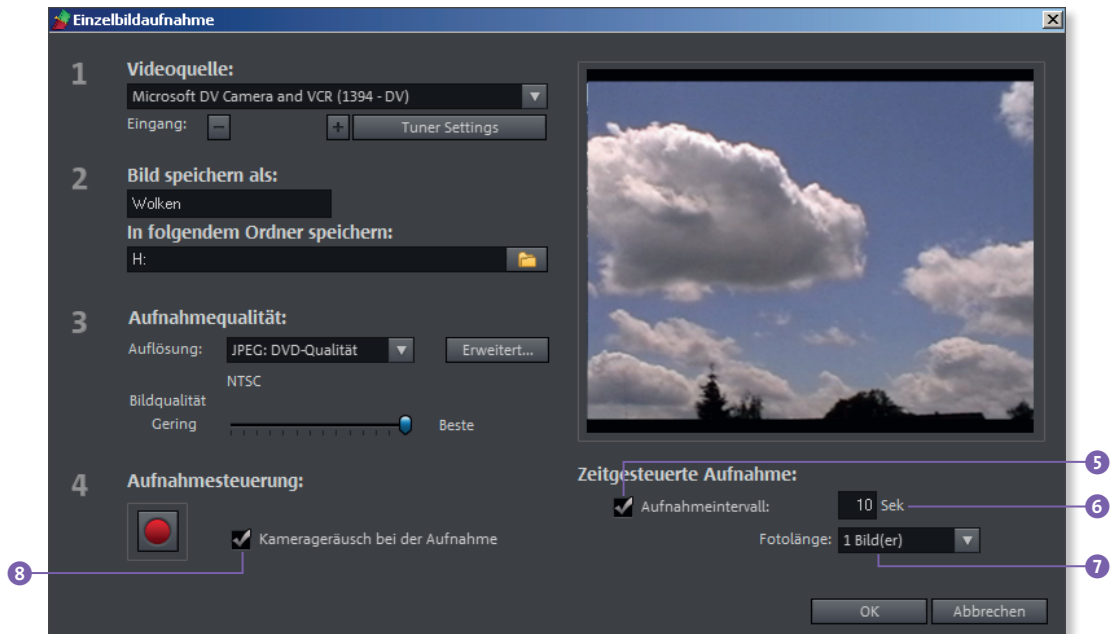 Einzelbildaufnahme
1
Videoquelle:
Microsoft DV Camera and VCR (1394 - DV)
Eingang: − + Tuner Settings
2
Bild speichern als:
Wolken
In folgendem Ordner speichern:
H:
3
Aufnahmequalität:
Auflösung: JPEG: DVD-Qualität Erweitert...
NTSC
Bildqualität
Gering Beste
4
Aufnahmesteuerung:
Kamerageräusch bei der Aufnahme
8
Zeitgesteuerte Aufnahme:
5
Aufnahmeintervall: 10 Sek
6
Fotolänge: 1 Bild(er)
7
OK Abbrechen